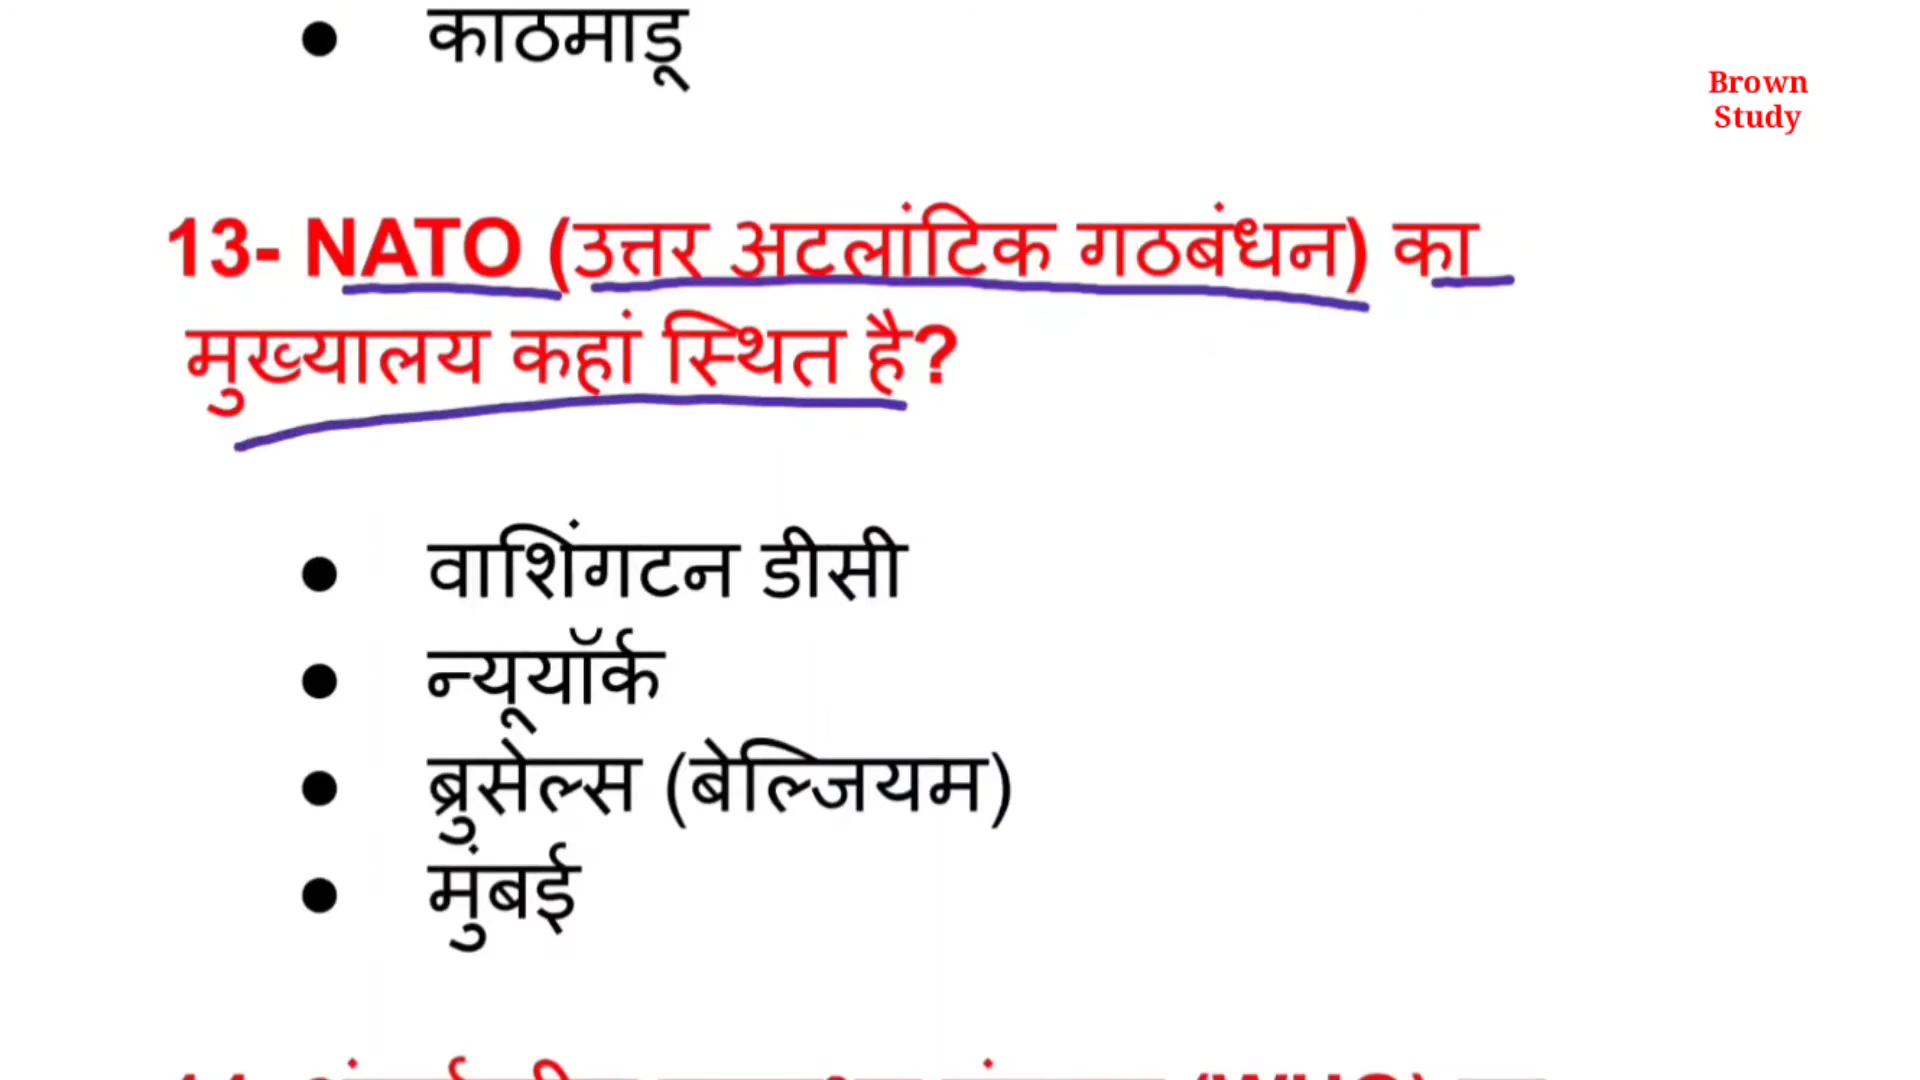 ● काठमाडू
Brown
Study
13- NATO (उत्तर अटलांटिक गठबंधन) का
मुख्यालय कहां स्थित है?
● वाशिंगटन डीसी
● न्यूयॉर्क
● ब्रुसेल्स (बेल्जियम)
● मुंबई